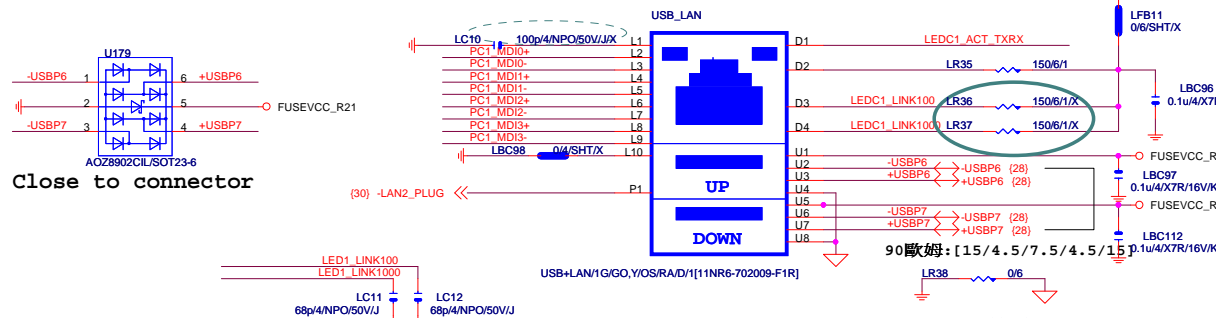 USB_LAN
LFB11
0/6/SHT/X
LC10 100p/4/NPO/50V/J/X L1
D1 LEDC1_ACT_TXRX
U179
PC1_MDI0+ L2
PC1_MDI0- L3
D2 LR35 150/6/1
PC1_MDI1+ L4
-USBP6 1 6 +USBP6
PC1_MDI1- L5
LBC96
0.1u/4/X7R
PC1_MDI2+ L6
D3 LEDC1_LINK100 LR36 150/6/1/X
2 5 FUSEVCC_R21
PC1_MDI2- L7
PC1_MDI3+ L8
D4 LEDC1_LINK1000 LR37 150/6/1/X
-USBP7 3 4 +USBP7
PC1_MDI3- L9
LBC98 0/4/SHT/X L10
U1 FUSEVCC_R
AOZ8902CIL/SOT23-6
U2 -USBP6 -USBP6 {28}
U3 +USBP6 +USBP6 {28}
LBC97
0.1u/4/X7R/16V/K
Close to connector
{30} -LAN2_PLUG P1
UP
U4
U5 FUSEVCC_R
U6 -USBP7 -USBP7 {28}
U7 +USBP7 +USBP7 {28}
DOWN
U8
LBC112
0.1u/4/X7R/16V/K
90歐姆:[15/4.5/7.5/4.5/15]
LED1_LINK100
LED1_LINK1000
USB+LAN/1G/GO,Y/OS/RA/D/1[11NR6-702009-F1R]
LR38 0/6
LC11 LC12
68p/4/NPO/50V/J 68p/4/NPO/50V/J